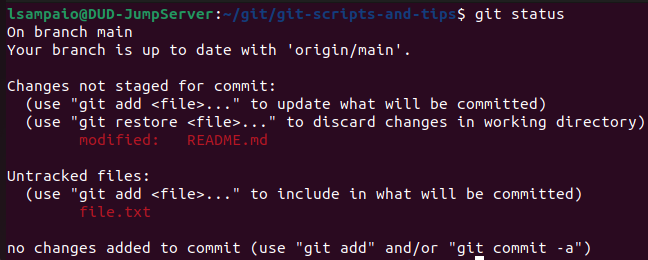 lsampaio@DUD-JumpServer:~/git/git-scripts-and-tips$ git status
On branch main
Your branch is up to date with 'origin/main'.
Changes not staged for commit:
  (use "git add <file>..." to update what will be committed)
  (use "git restore <file>..." to discard changes in working directory)
        modified:   README.md
Untracked files:
  (use "git add <file>..." to include in what will be committed)
        file.txt
no changes added to commit (use "git add" and/or "git commit -a")